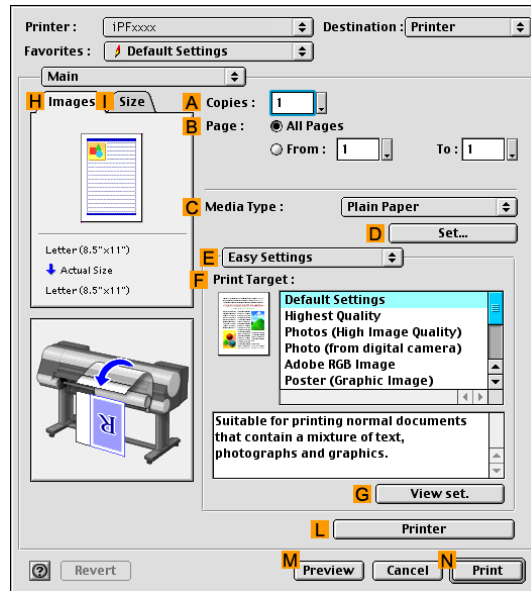 Printer : iPFxxxx Destination : Printer
Favorites : Default Settings
Main
H Images I Size
A Copies : 1
B Page : All Pages
From : 1 To : 1
C Media Type : Plain Paper
D Set...
Letter (8.5"x11")
Actual Size
Letter (8.5"x11")
E Easy Settings
F Print Target :
Default Settings
Highest Quality
Photos (High Image Quality)
Photo (from digital camera)
Adobe RGB Image
Poster (Graphic Image)
R
Suitable for printing normal documents
that contain a mixture of text,
photographs and graphics.
G View set.
L Printer
? Revert M Preview Cancel N Print